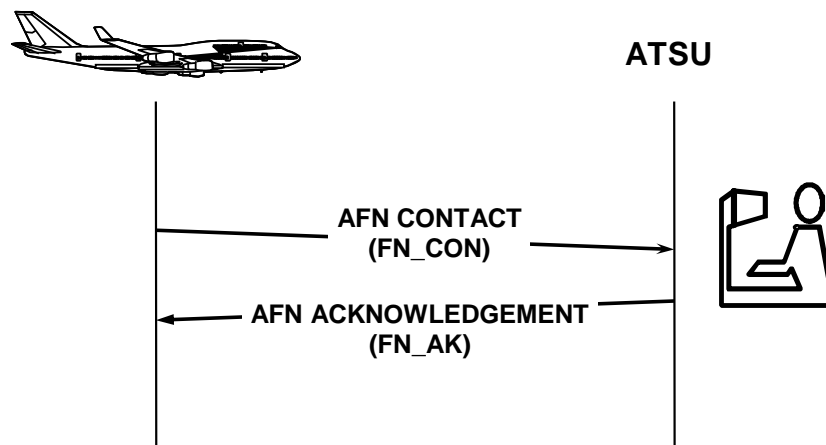 ATSU
AFN CONTACT
(FN_CON)
AFN ACKNOWLEDGEMENT
(FN_AK)